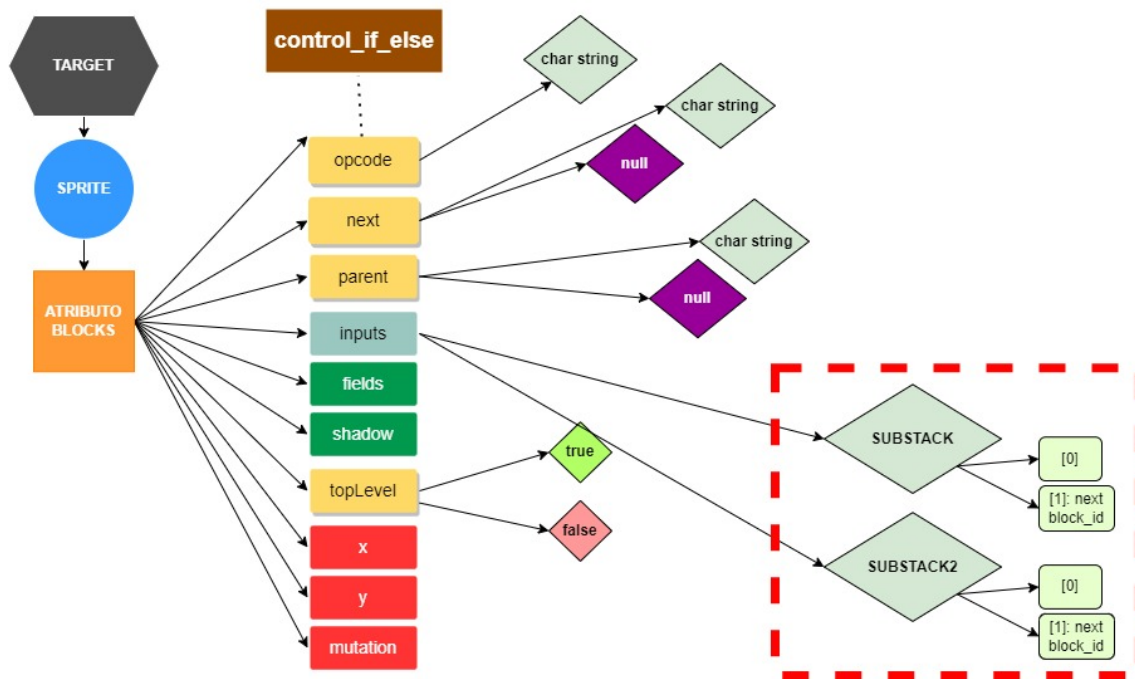 TARGET
SPRITE
ATRIBUTO
BLOCKS
control_if_else
opcode
next
parent
inputs
fields
shadow
topLevel
x
y
mutation
char string
char string
null
char string
null
true
false
SUBSTACK
[0]
[1]: next
block_id
SUBSTACK2
[0]
[1]: next
block_id